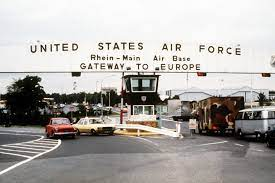 UNITED STATES AIR FORCE
Rhein-Main Air Base
GATEWAY TO EUROPE